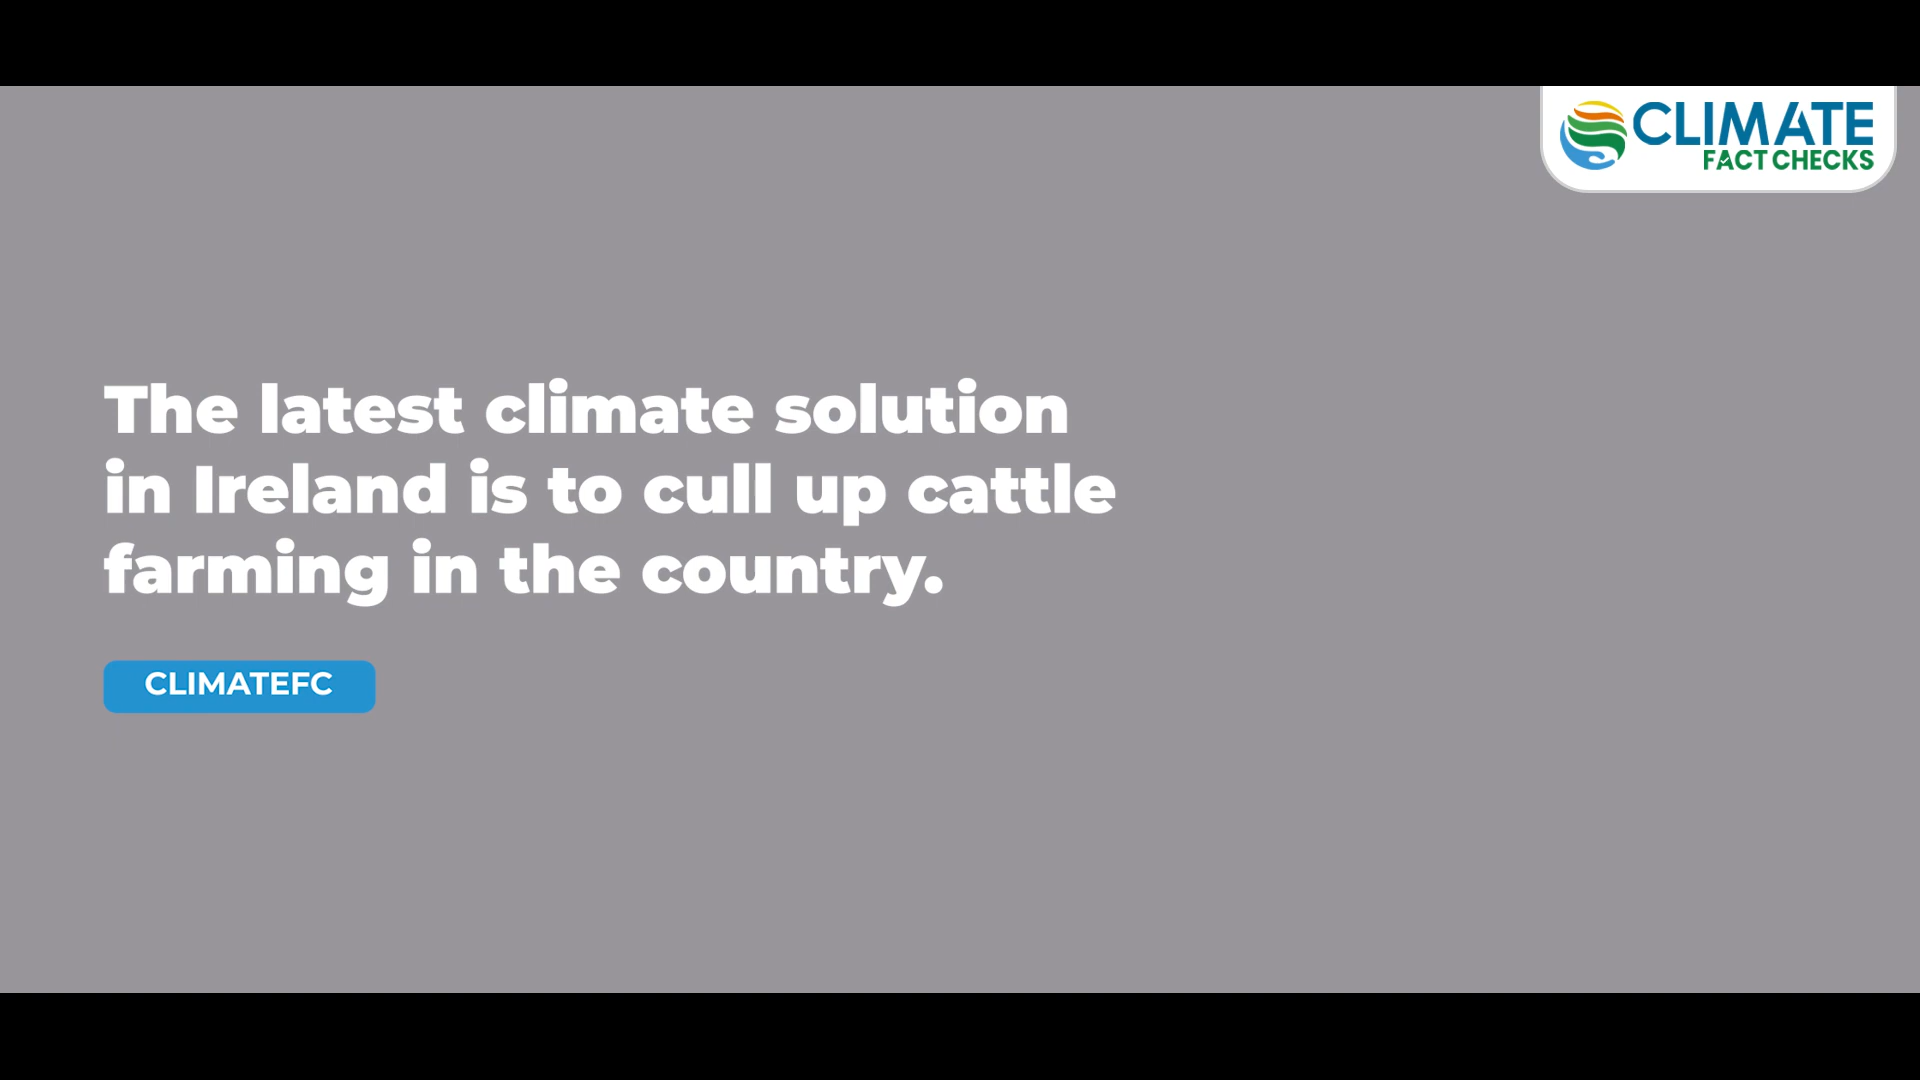 CLIMATE
FACT CHECKS
The latest climate solution
in Ireland is to cull up cattle
farming in the country.
CLIMATEFC